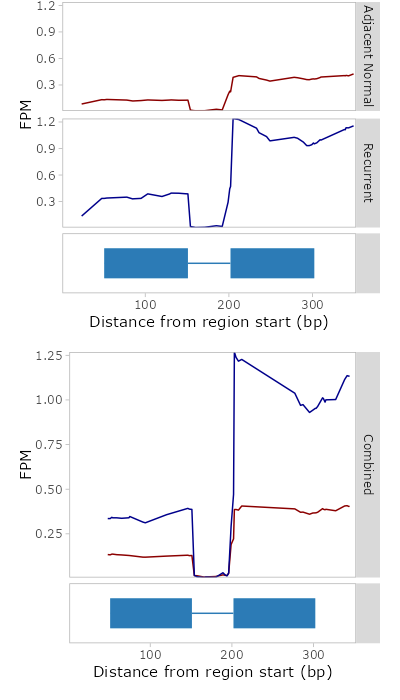 1.2
0.9
0.6
0.3
Adjacent Normal
FPM
1.2
0.9
0.6
0.3
Recurrent
100
200
300
Distance from region start (bp)
1.25
1.00
0.75
0.50
0.25
FPM
Combined
100
200
300
Distance from region start (bp)